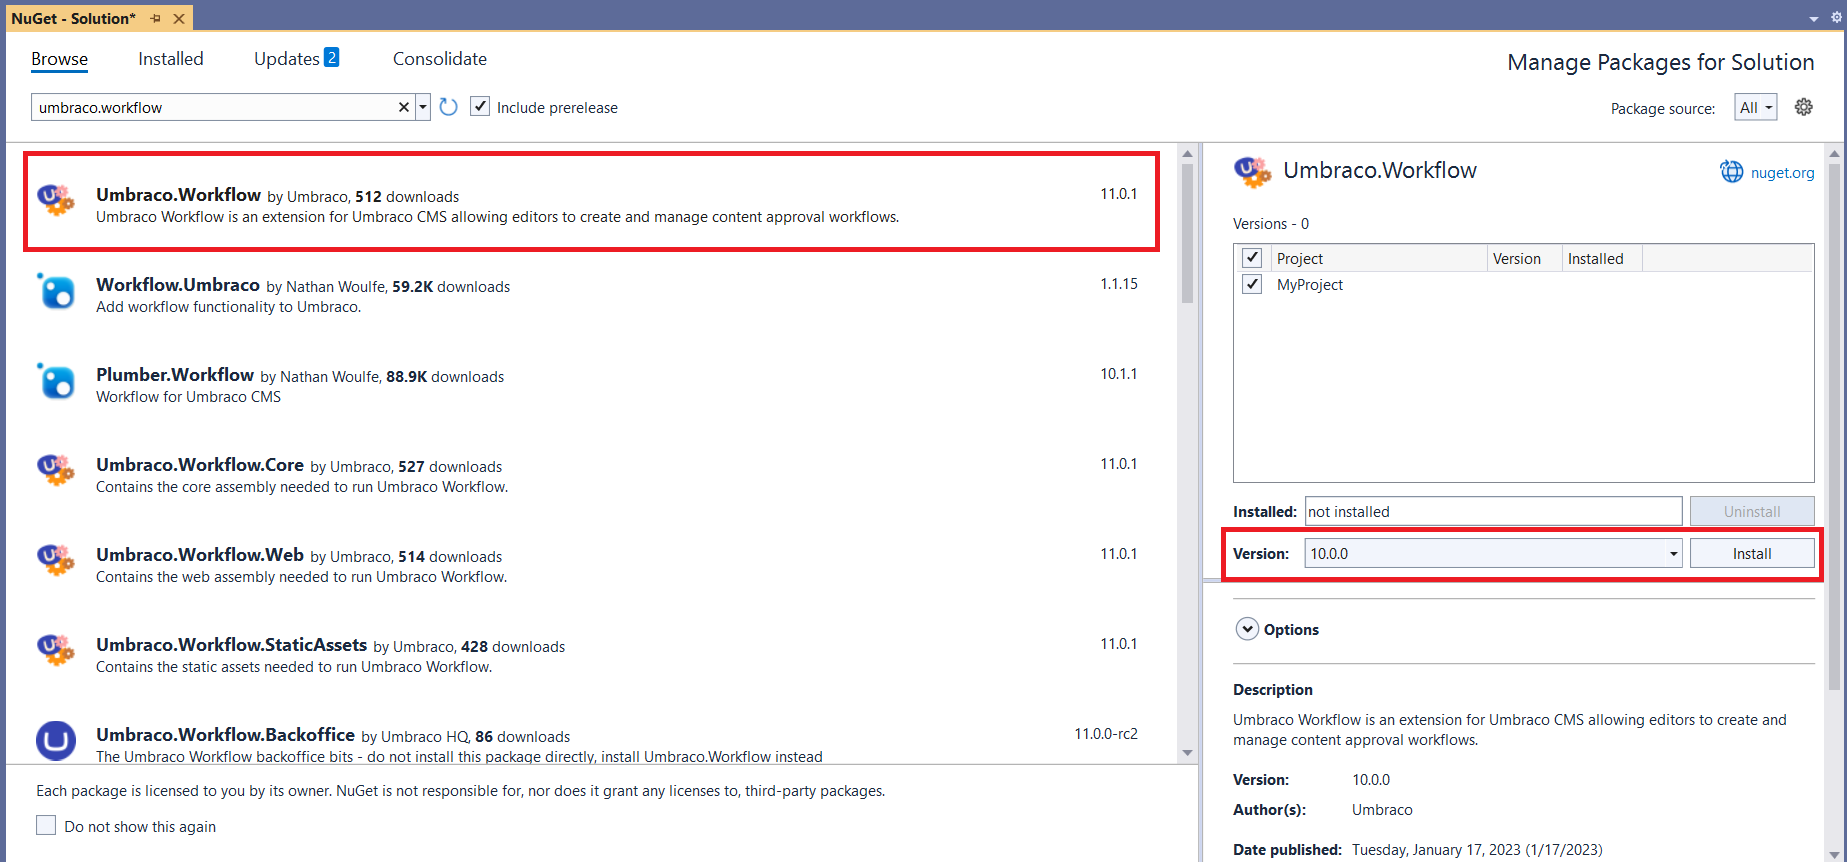 NuGet - Solution*
Browse Installed Updates 2 Consolidate
Manage Packages for Solution
umbraco.workflow Include prerelease
Package source: All
Umbraco.Workflow by Umbraco, 512 downloads 11.0.1
Umbraco Workflow is an extension for Umbraco CMS allowing editors to create and manage content approval workflows.
Workflow.Umbraco by Nathan Woulfe, 59.2K downloads 1.1.15
Add workflow functionality to Umbraco.
Plumber.Workflow by Nathan Woulfe, 88.9K downloads 10.1.1
Workflow for Umbraco CMS
Umbraco.Workflow.Core by Umbraco, 527 downloads 11.0.1
Contains the core assembly needed to run Umbraco Workflow.
Umbraco.Workflow.Web by Umbraco, 514 downloads 11.0.1
Contains the web assembly needed to run Umbraco Workflow.
Umbraco.Workflow.StaticAssets by Umbraco, 428 downloads 11.0.1
Contains the static assets needed to run Umbraco Workflow.
Umbraco.Workflow.Backoffice by Umbraco HQ, 86 downloads 11.0.0-rc2
The Umbraco Workflow backoffice bits - do not install this package directly, install Umbraco.Workflow instead
Each package is licensed to you by its owner. NuGet is not responsible for, nor does it grant any licenses to, third-party packages.
Do not show this again
Umbraco.Workflow nuget.org
Versions - 0
Project Version Installed
MyProject
Installed: not installed Uninstall
Version: 10.0.0 Install
Options
Description
Umbraco Workflow is an extension for Umbraco CMS allowing editors to create and
manage content approval workflows.
Version: 10.0.0
Author(s): Umbraco
Date published: Tuesday, January 17, 2023 (1/17/2023)